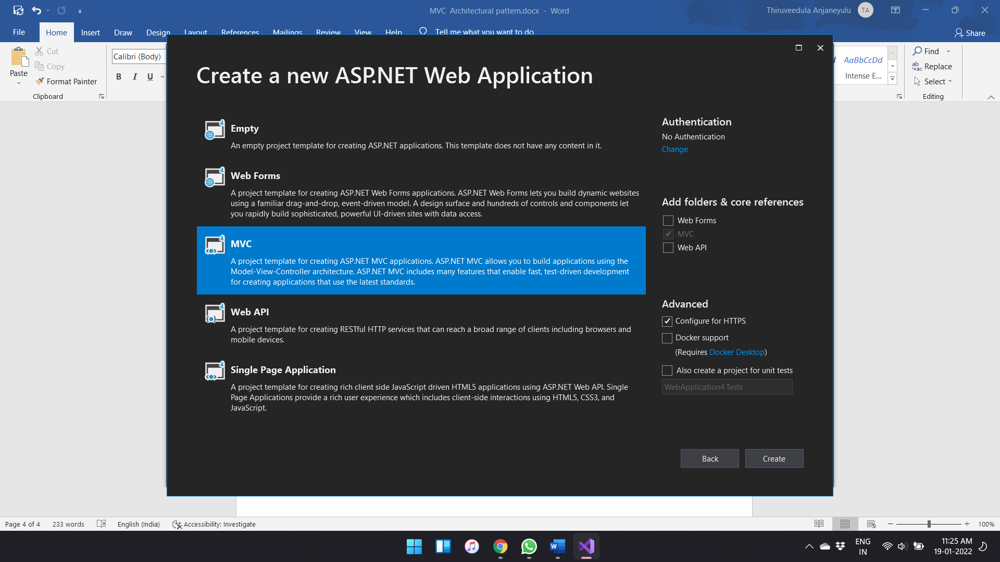 MVC  Architectural pattern.docx  -  Word
Thiruveedula Anjaneyulu
TA
File
Home
Insert
Draw
Design
Layout
References
Mailings
Review
View
Help
Tell me what you want to do
Share
Paste
Cut
Copy
Format Painter
Clipboard
Calibri (Body)
B
I
U
AaBbCcDd
Intense E...
Find
Replace
Select
Editing
Create a new ASP.NET Web Application
Empty
An empty project template for creating ASP.NET applications. This template does not have any content in it.
Web Forms
A project template for creating ASP.NET Web Forms applications. ASP.NET Web Forms lets you build dynamic websites
using a familiar drag-and-drop, event-driven model. A design surface and hundreds of controls and components let
you rapidly build sophisticated, powerful UI-driven sites with data access.
MVC
A project template for creating ASP.NET MVC applications. ASP.NET MVC allows you to build applications using the
Model-View-Controller architecture. ASP.NET MVC includes many features that enable fast, test-driven development
for creating applications that use the latest standards.
Web API
A project template for creating RESTful HTTP services that can reach a broad range of clients including browsers and
mobile devices.
Single Page Application
A project template for creating rich client side JavaScript driven HTML5 applications using ASP.NET Web API. Single
Page Applications provide a rich user experience which includes client-side interactions using HTML5, CSS3, and
JavaScript.
Authentication
No Authentication
Change
Add folders & core references
Web Forms
MVC
Web API
Advanced
Configure for HTTPS
Docker support
(Requires Docker Desktop)
Also create a project for unit tests
WebApplication4.Tests
Back
Create
Page 4 of 4
233 words
English (India)
Accessibility: Investigate
100%
ENG
IN
11:25 AM
19-01-2022